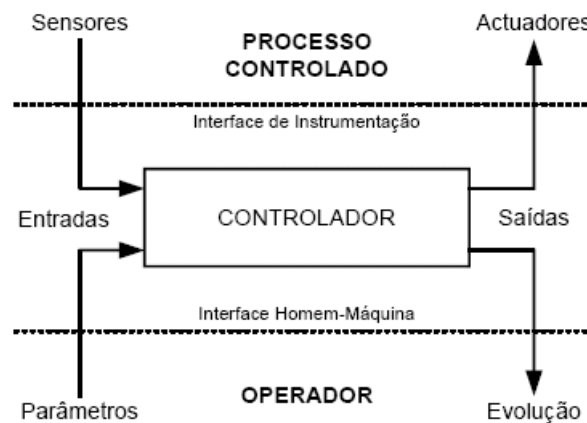 Sensores
PROCESSO
CONTROLADO
Actuadores
Interface de Instrumentação
Entradas
CONTROLADOR
Saídas
Interface Homem-Máquina
Parâmetros
OPERADOR
Evolução